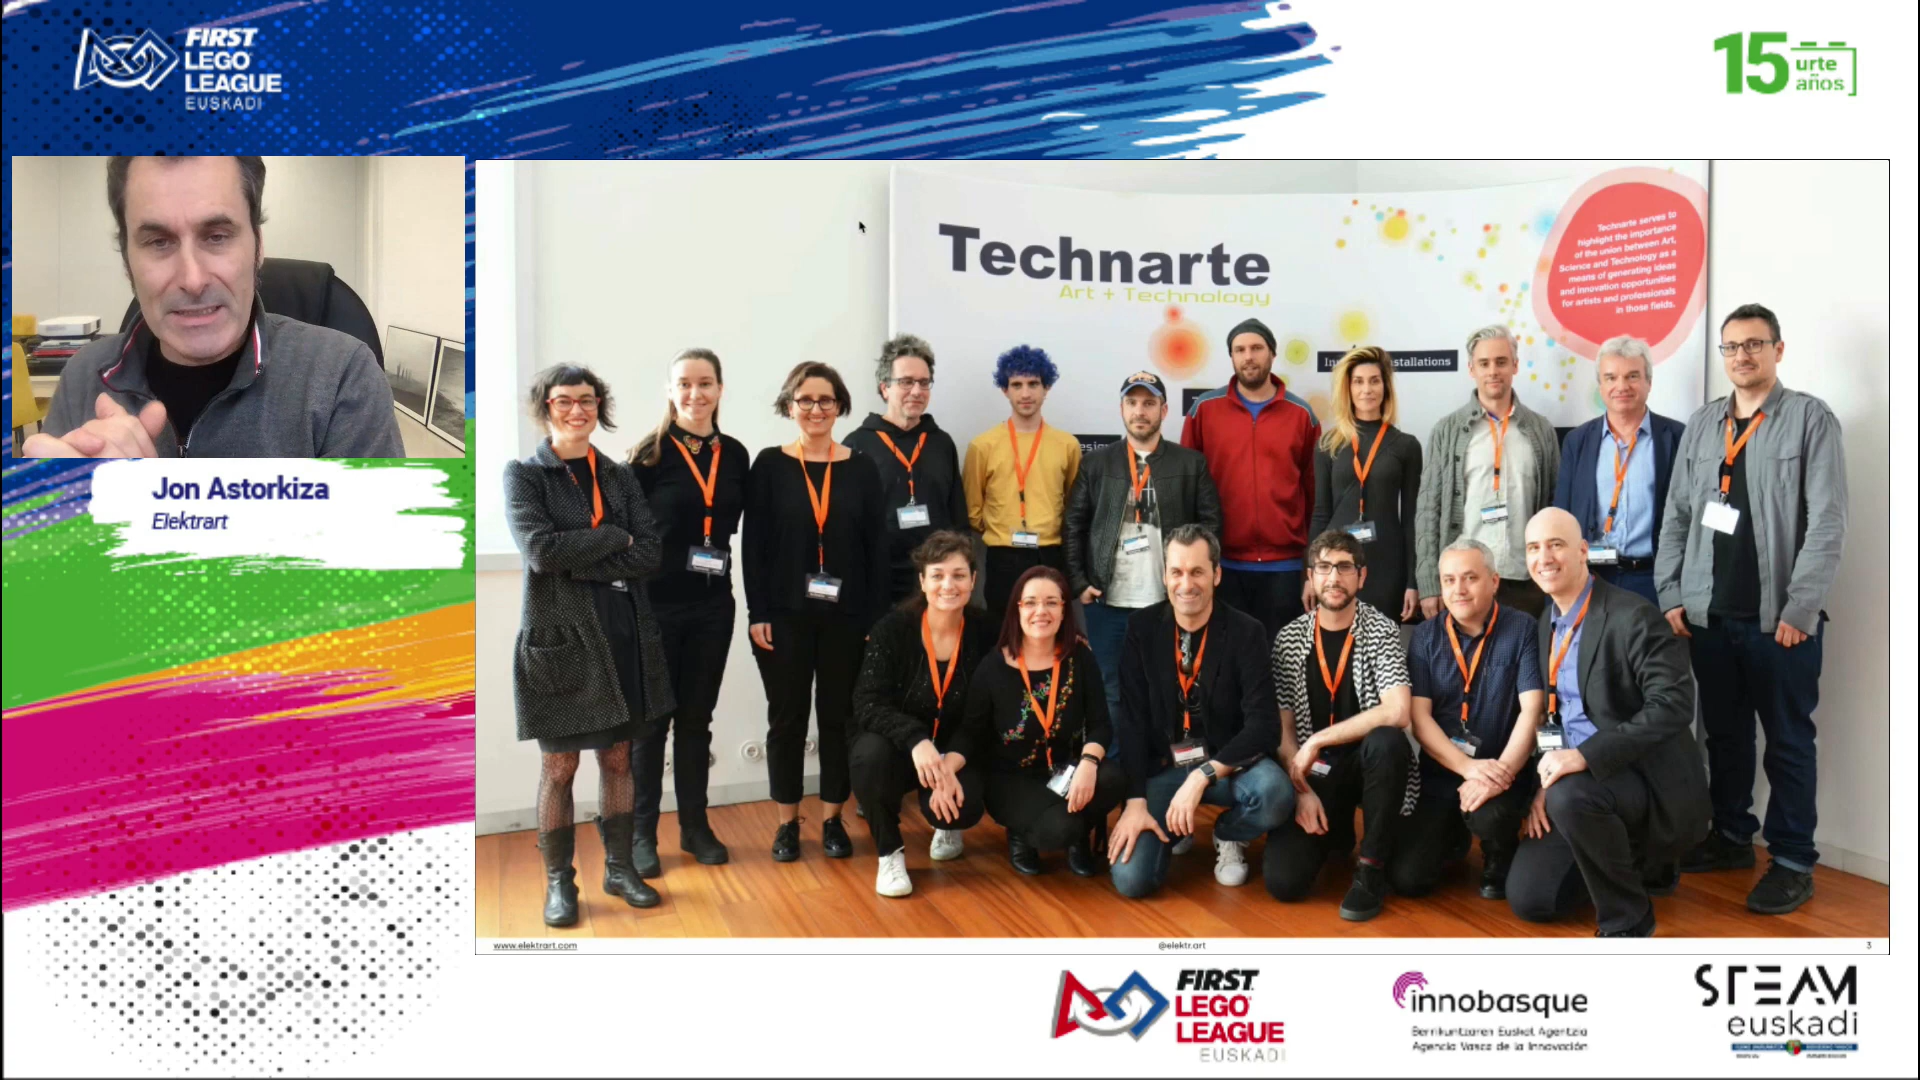 FIRST
LEGO
LEAGUE
EUSKADI
15 urte
años
Jon Astorkiza
Elektrart
Technarte
Art + Technology
Technarte serves to
highlight the importance
of the union between Art,
Science and Technology as a
means of generating ideas
and innovation opportunities
for artists and professionals
in those fields.
www.elektrart.com
@elektr.art
3
FIRST
LEGO
LEAGUE
EUSKADI
innobasque
Berrikuntzaren Euskal Agentzia
Agencia Vasca de la Innovación
STEAM
euskadi